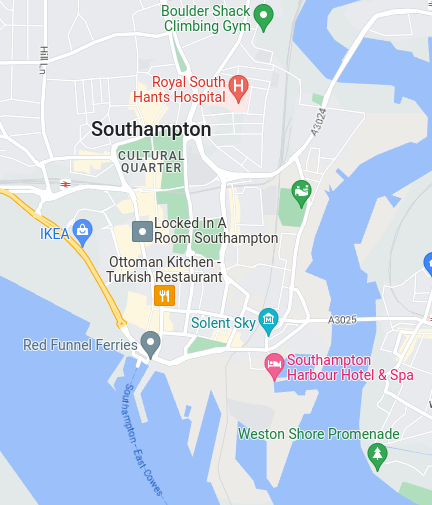 Boulder Shack
Climbing Gym
Hill Ln
Royal South
Hants Hospital
H
A3024
Southampton
CULTURAL
QUARTER
IKEA
Locked In A
Room Southampton
Ottoman Kitchen -
Turkish Restaurant
Solent Sky
A3025
Red Funnel Ferries
Southampton
Harbour Hotel & Spa
Southampton - East Cowes
Weston Shore Promenade